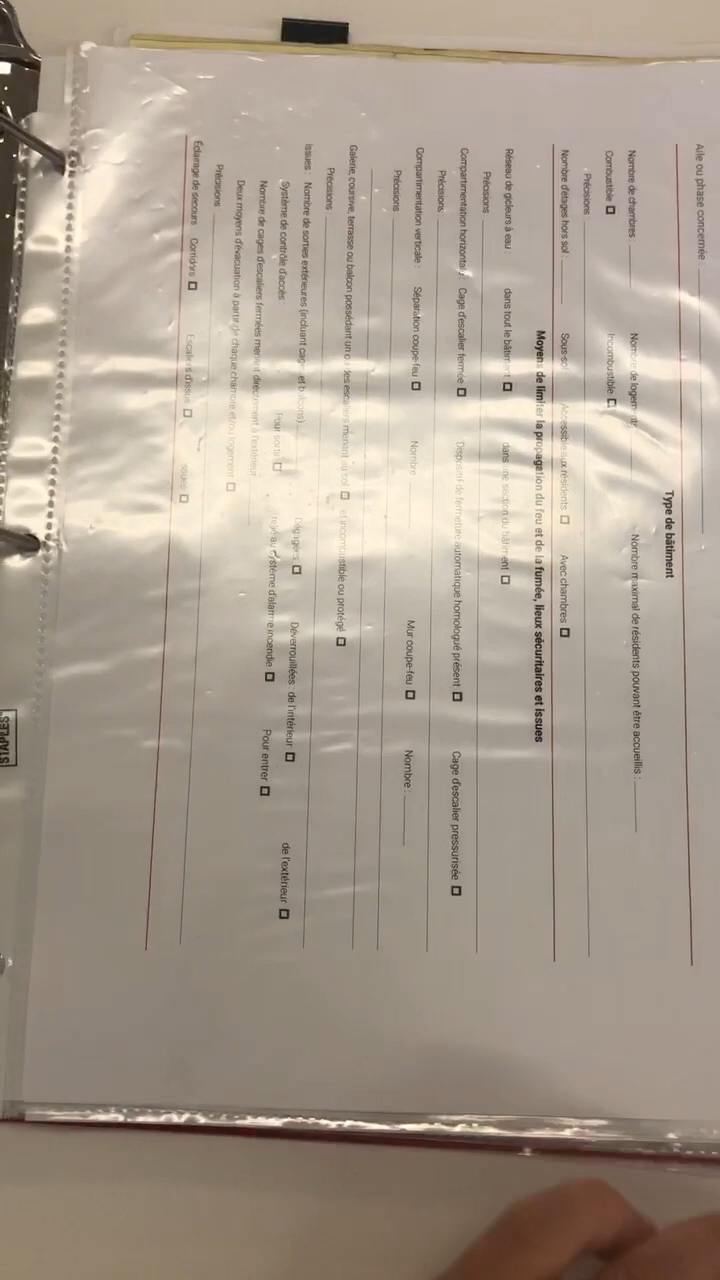 Aile ou phase concernée :
Type de bâtiment
Nombre de chambres : Nombre de logements Nombre maximal de résidents pouvant être accueillis :
Combustible Incombustible
Précisions
Nombre d'étages hors sol : Sous-sol Accessible aux résidents Avec chambres
Moyens de limiter la propagation du feu et de la fumée, lieux sécuritaires et issues
Réseau de gicleurs à eau : dans tout le bâtiment dans une section du bâtiment
Précisions
Compartimentation horizontale Cage d'escalier fermée Dispositif de fermeture automatique homologué présent Cage d'escalier pressurisée
Précisions
Compartimentation verticale : Séparation coupe-feu Nombre Mur coupe-feu Nombre :
Précisions
Galerie, coursive, terrasse ou balcon possédant un ou des escaliers menant au sol et incombustible ou protégé
Précisions
Issues : Nombre de sorties extérieures (incluant cages et balcons) Dégagées Déverrouillées de l'intérieur de l'extérieur
Système de contrôle d'accès : Pour sortir relié au système d'alarme incendie Pour entrer
Nombre de cages d'escaliers fermées menant directement à l'extérieur
Deux moyens d'évacuation à partir de chaque chambre et/ou logement
Précisions
Éclairage de secours Corridors Escaliers d'issue Issues
STAPLES